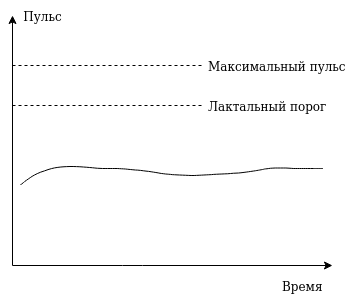 Пульс
Максимальный пульс
Лактальный порог
Время